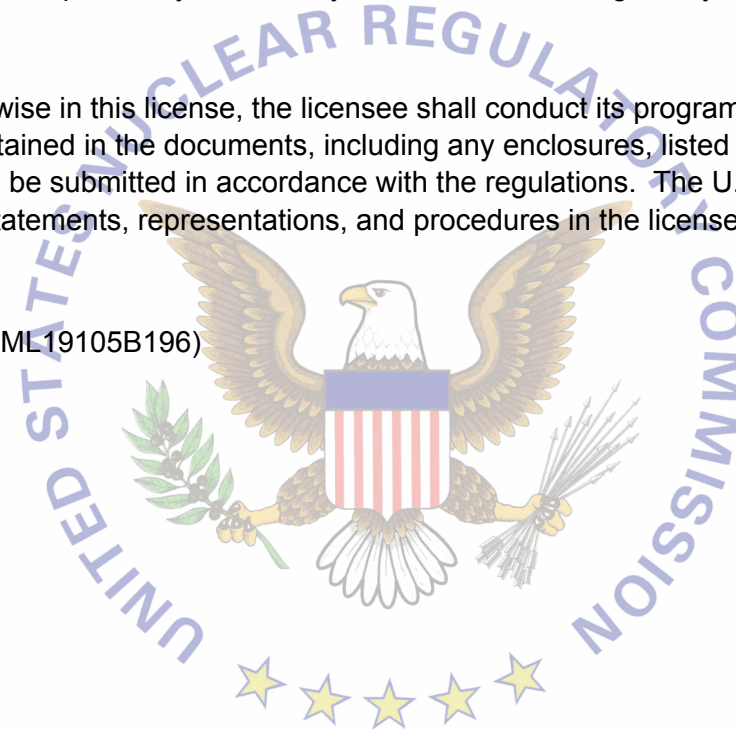 UNITED STATES NUCLEAR REGULATORY COMMISSION
wise in this license, the licensee shall conduct its program
tained in the documents, including any enclosures, listed
be submitted in accordance with the regulations. The U.
tatements, representations, and procedures in the license
ML19105B196)